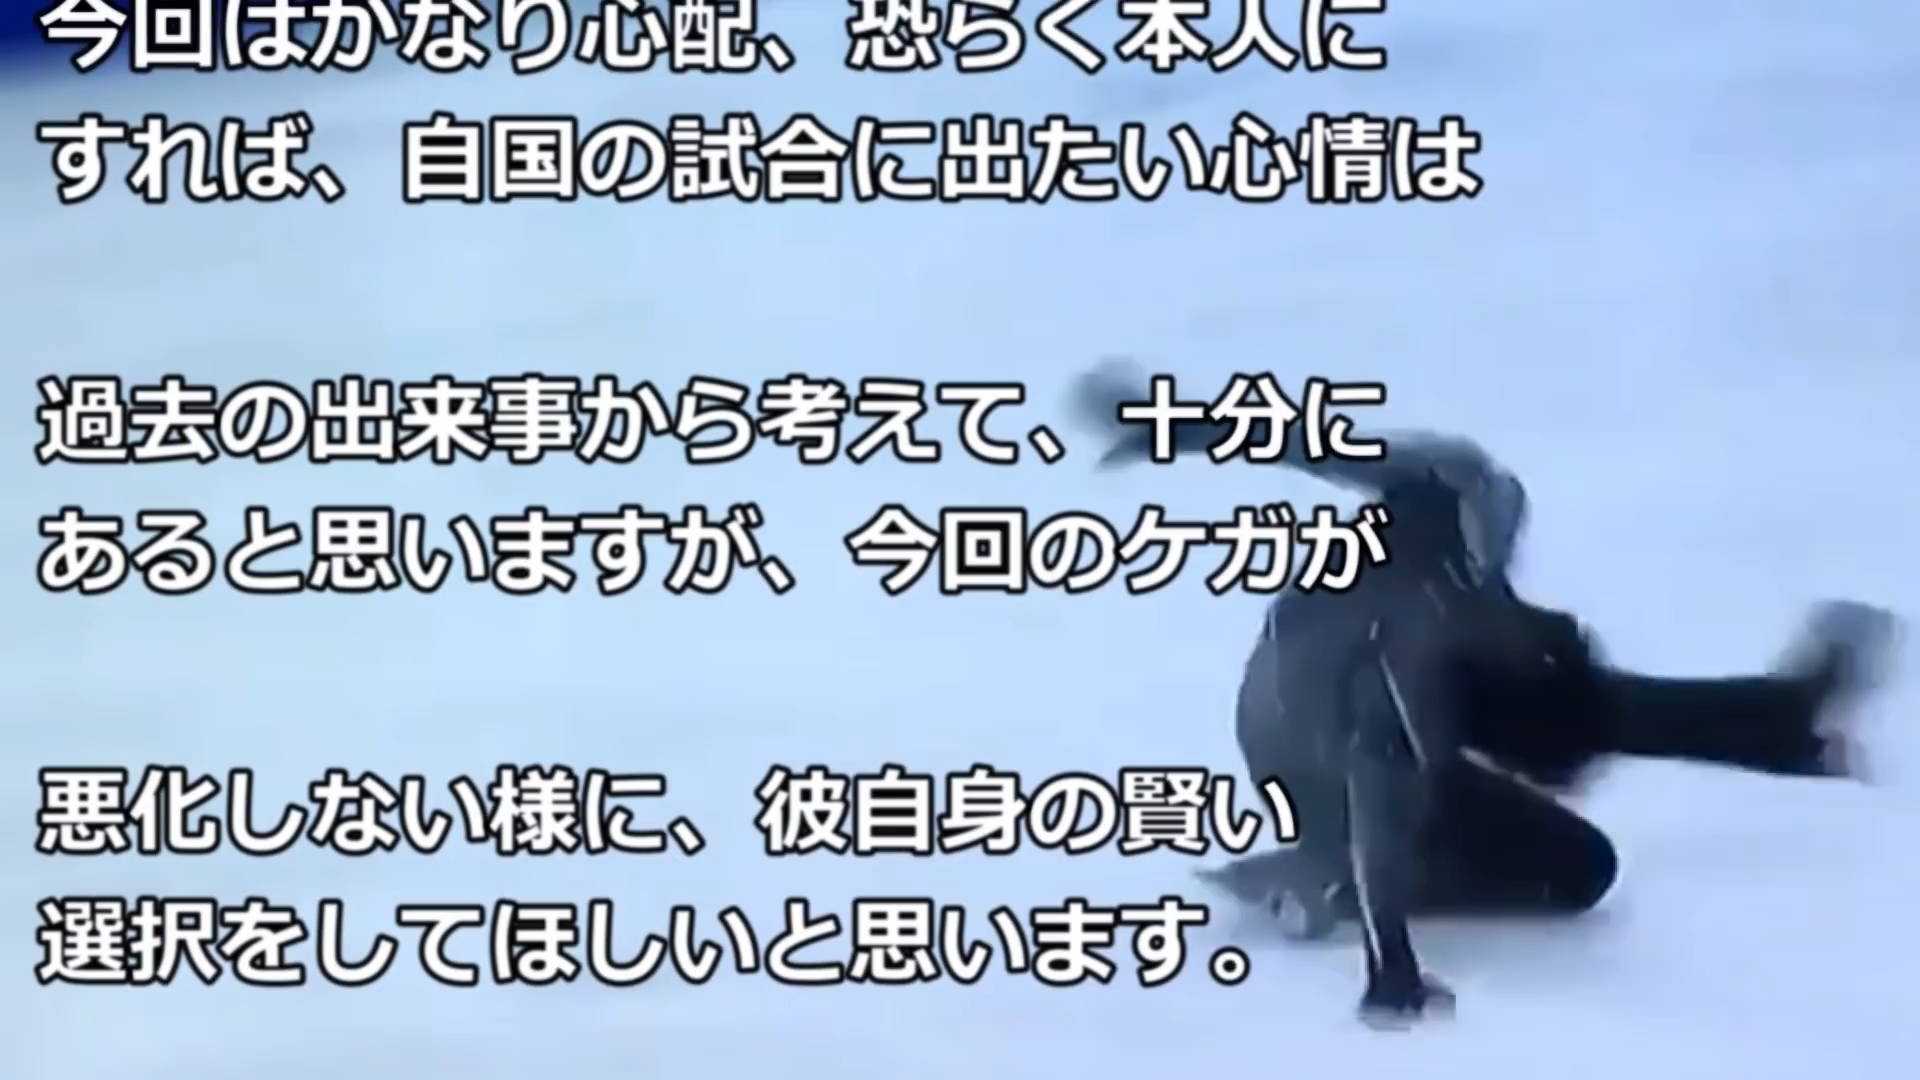 今回はかなり心配、恐らく本人に
すれば、自国の試合に出たい心情は
過去の出来事から考えて、十分に
あると思いますが、今回のケガが
悪化しない様に、彼自身の賢い
選択をしてほしいと思います。